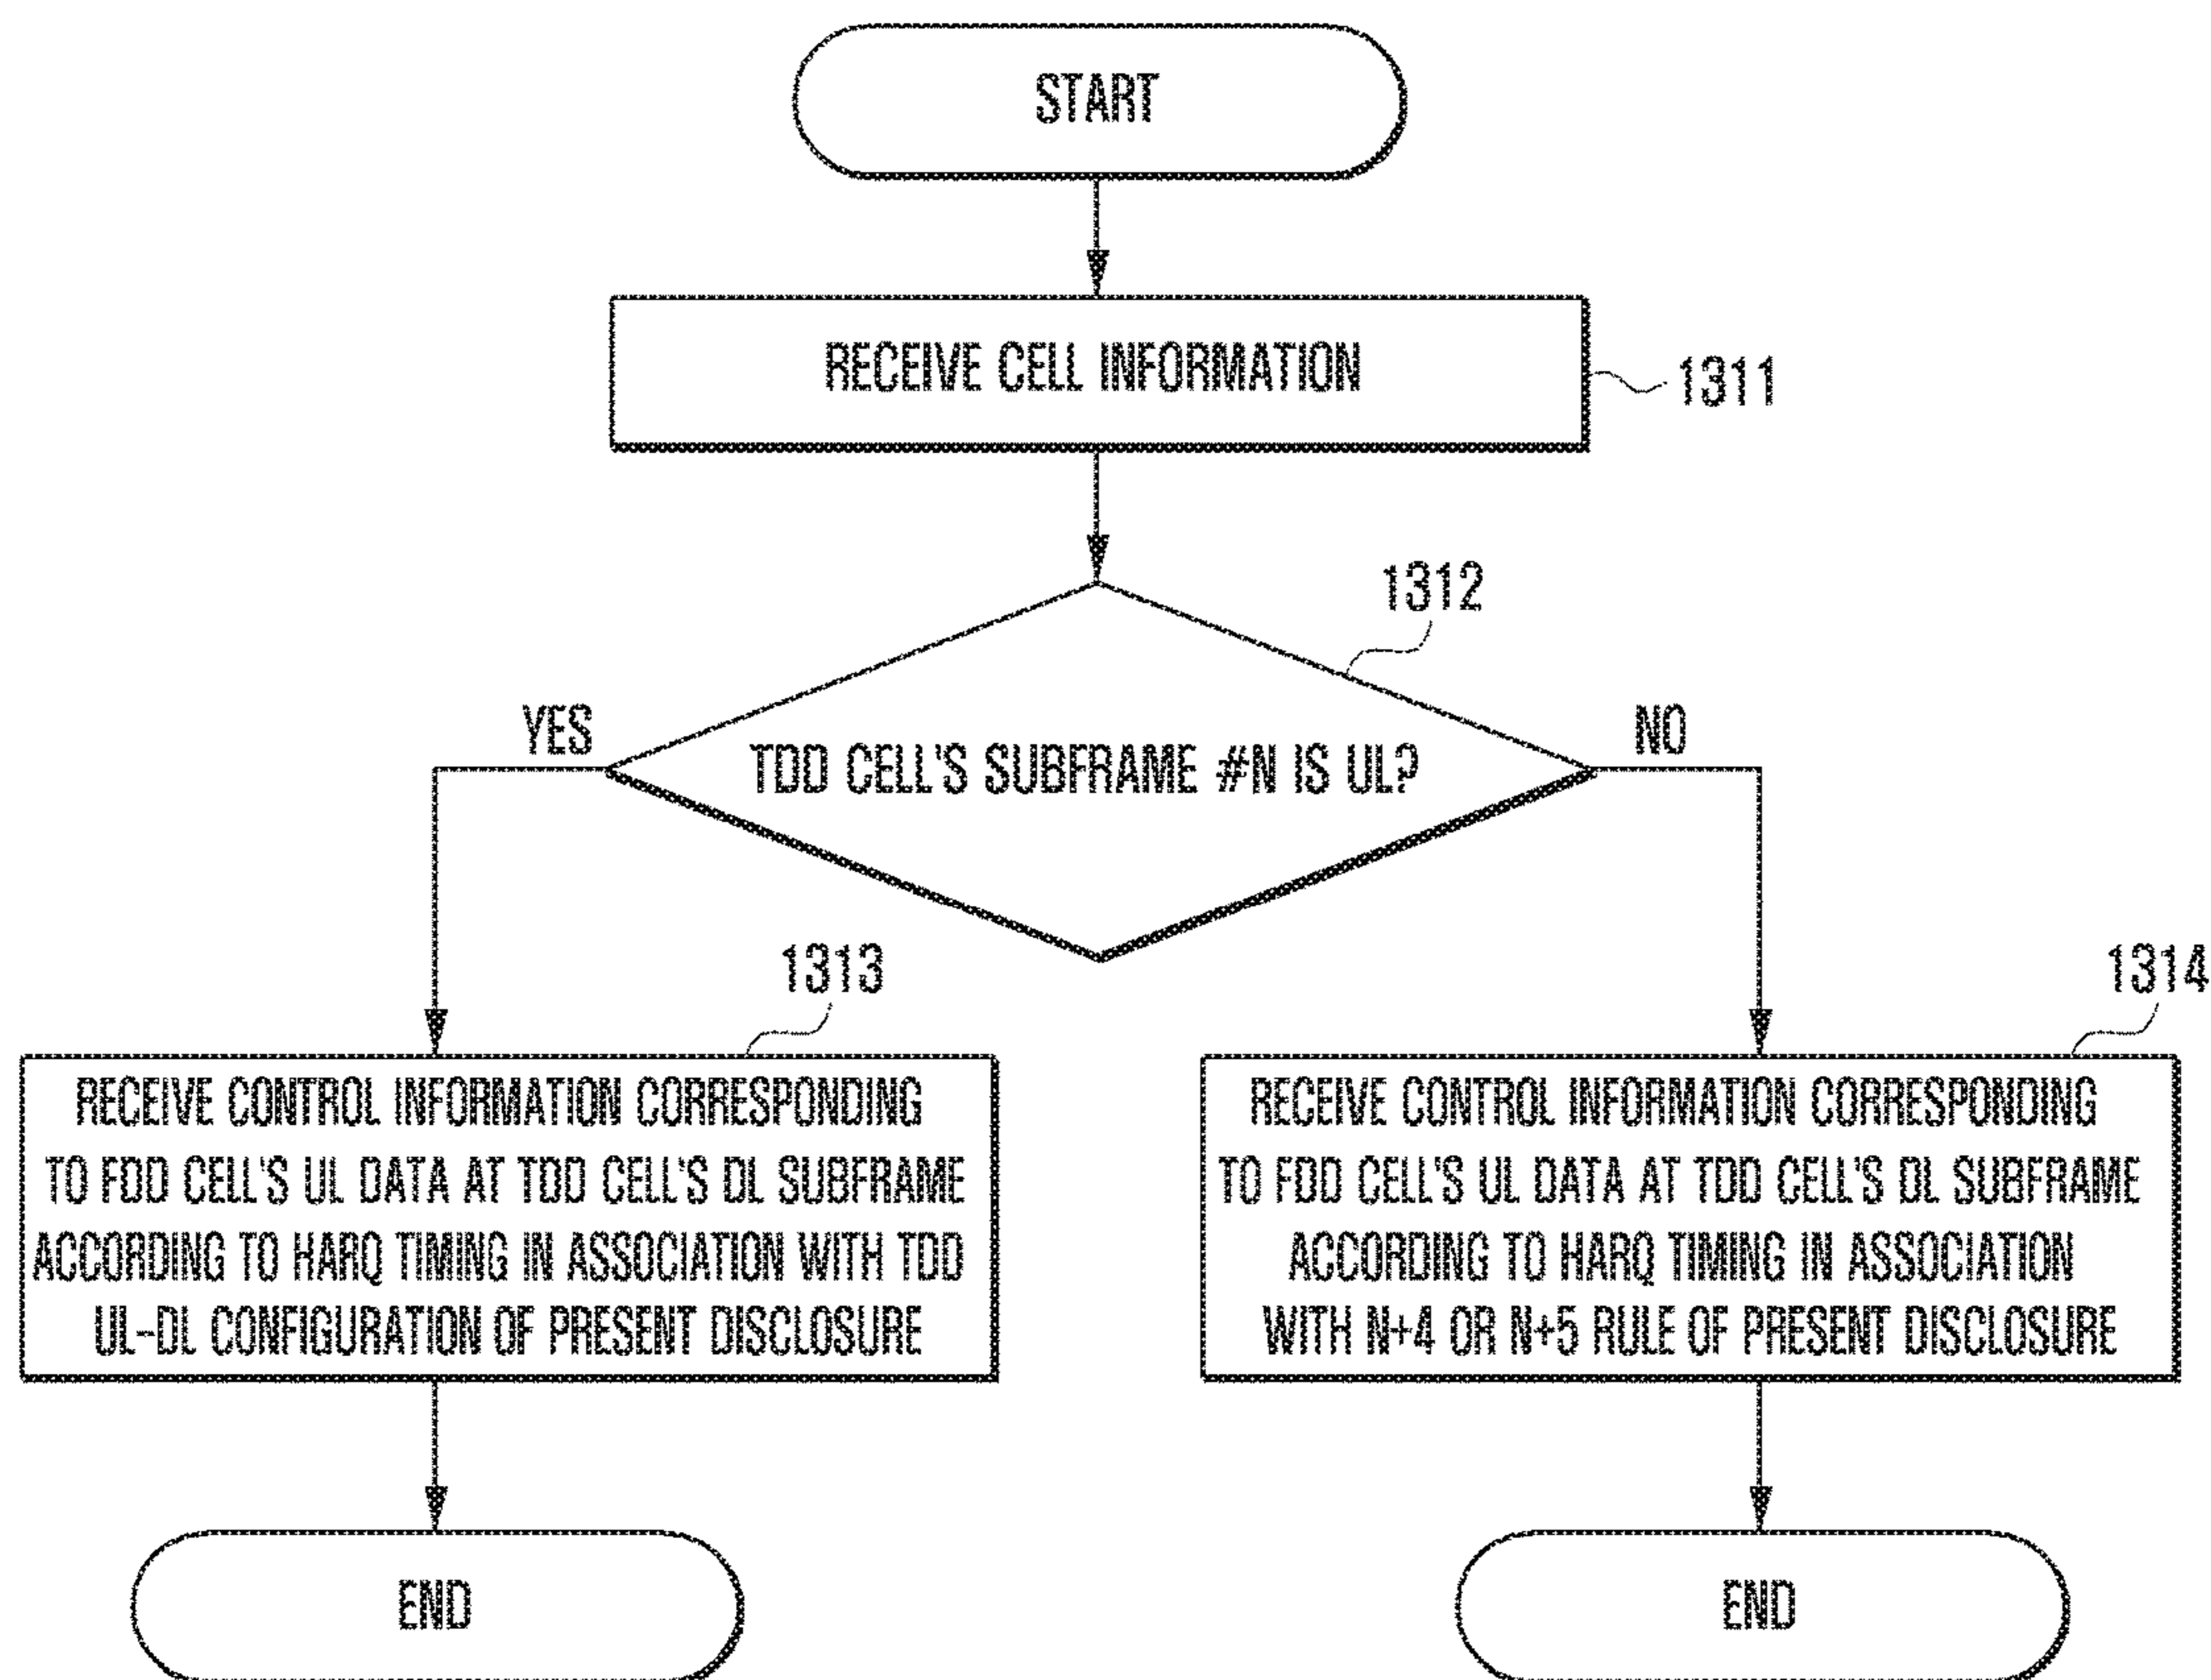 START
RECEIVE CELL INFORMATION
1311
1312
YES
TDD CELL'S SUBFRAME #N IS UL?
NO
1313
RECEIVE CONTROL INFORMATION CORRESPONDING
TO FDD CELL'S UL DATA AT TDD CELL'S DL SUBFRAME
ACCORDING TO HARQ TIMING IN ASSOCIATION WITH TDD
UL-DL CONFIGURATION OF PRESENT DISCLOSURE
1314
RECEIVE CONTROL INFORMATION CORRESPONDING
TO FDD CELL'S UL DATA AT TDD CELL'S DL SUBFRAME
ACCORDING TO HARQ TIMING IN ASSOCIATION
WITH N+4 OR N+5 RULE OF PRESENT DISCLOSURE
END
END